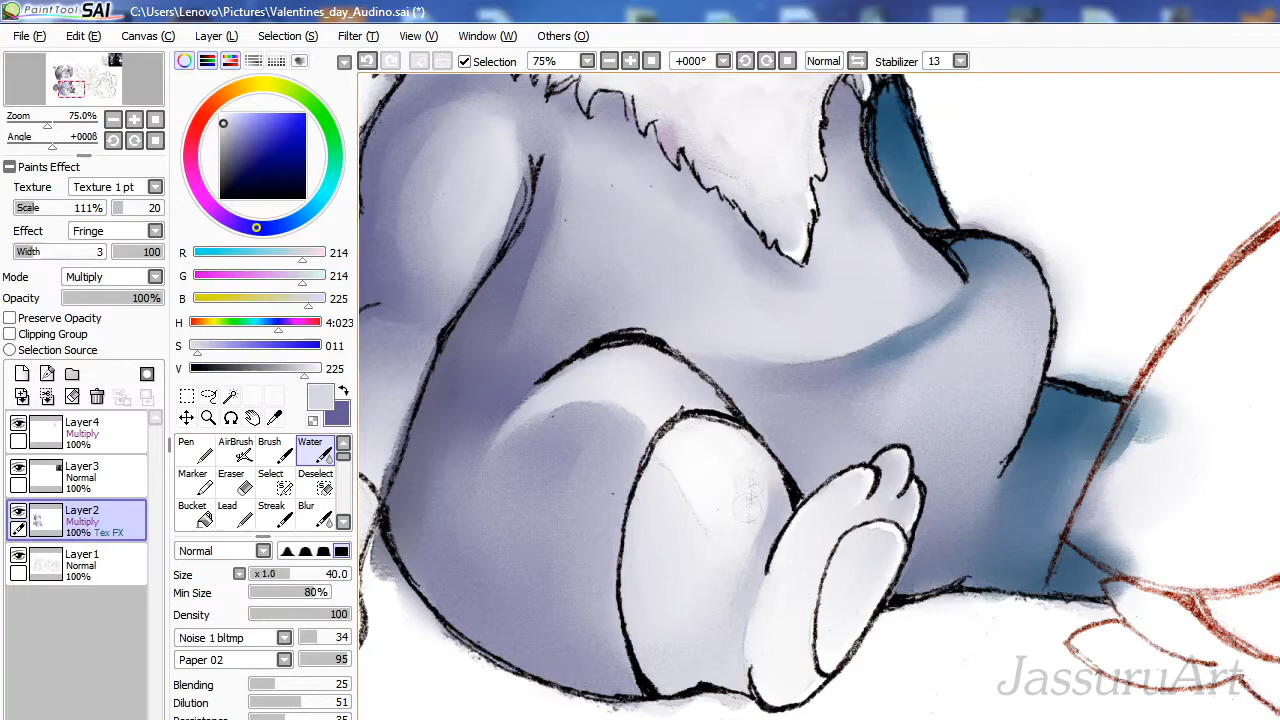 PaintTool SAI C:\Users\Lenovo\Pictures\Valentines_day_Audino.sai (*)
File (F) Edit (E) Canvas (C) Layer (L) Selection (S) Filter (T) View (V) Window (W) Others (O)
Selection 75% +000° Normal Stabilizer 13
Zoom 75.0%
Angle +0008
Paints Effect
Texture Texture 1 pt
Scale 111% 20
Effect Fringe
Width 3 100
Mode Multiply
Opacity 100%
Preserve Opacity
Clipping Group
Selection Source
Layer4
Multiply
100%
Layer3
Normal
100%
Layer2
Multiply
100% Tex FX
Layer1
Normal
100%
R 214
G 214
B 225
H 4:023
S 011
V 225
Pen AirBrush Brush Water
Marker Eraser Select Deselect
Bucket Lead Streak Blur
Normal
Size x 1.0 40.0
Min Size 80%
Density 100
Noise 1 bltmp 34
Paper 02 95
Blending 25
Dilution 51
JassuruArt